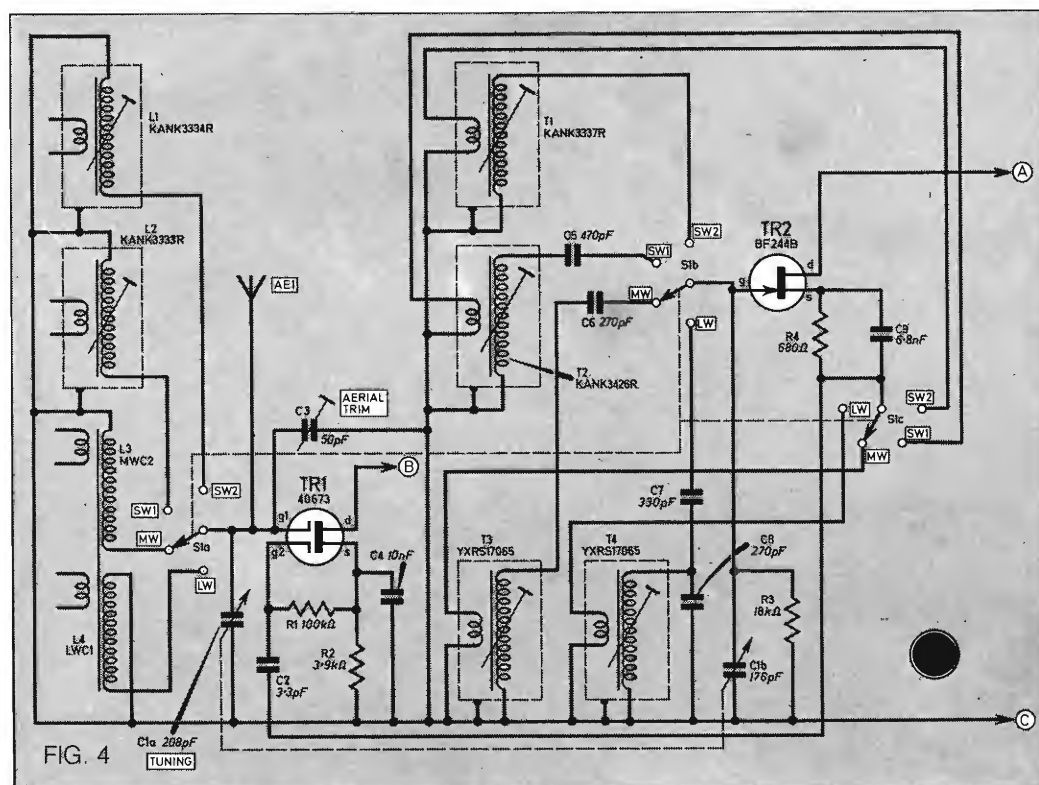 L1
KANK3334R
T1
KANK3337R
A
L2
KANK3333R
AE1
C5 470pF
SW1
SW2
S1b
TR2
BF244B
d
g
s
MW
C6 270pF
LW
R4
680Ω
C9
6.8nF
T2
KANK3426R
AERIAL
TRIM
C3
50pF
LW
SW2
S1c
SW1
MW
L3
MWC2
B
SW1
SW2
TR1
40673
g1
d
g2
s
C4 10nF
MW
S1a
LW
C7
330pF
C8
270pF
T3
YXRS17065
T4
YXRS17065
R1 100kΩ
R2
3.9kΩ
R3
18kΩ
L4
LWC1
C2
3.3pF
C1b
176pF
C
C1a 208pF
TUNING
FIG. 4